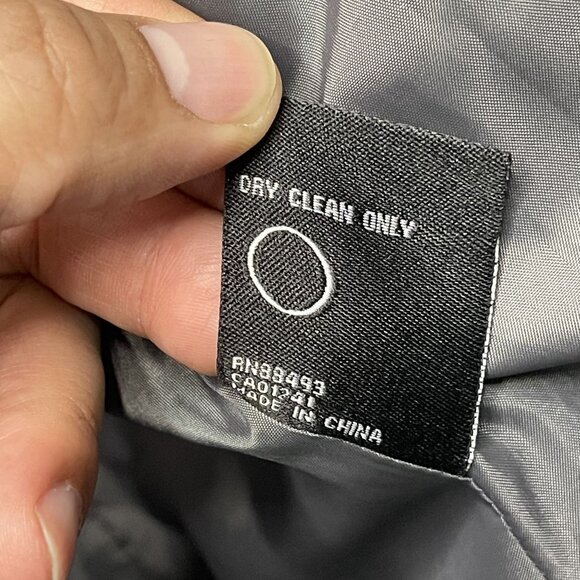 DRY CLEAN ONLY
RN88493
CA01241
MADE IN CHINA